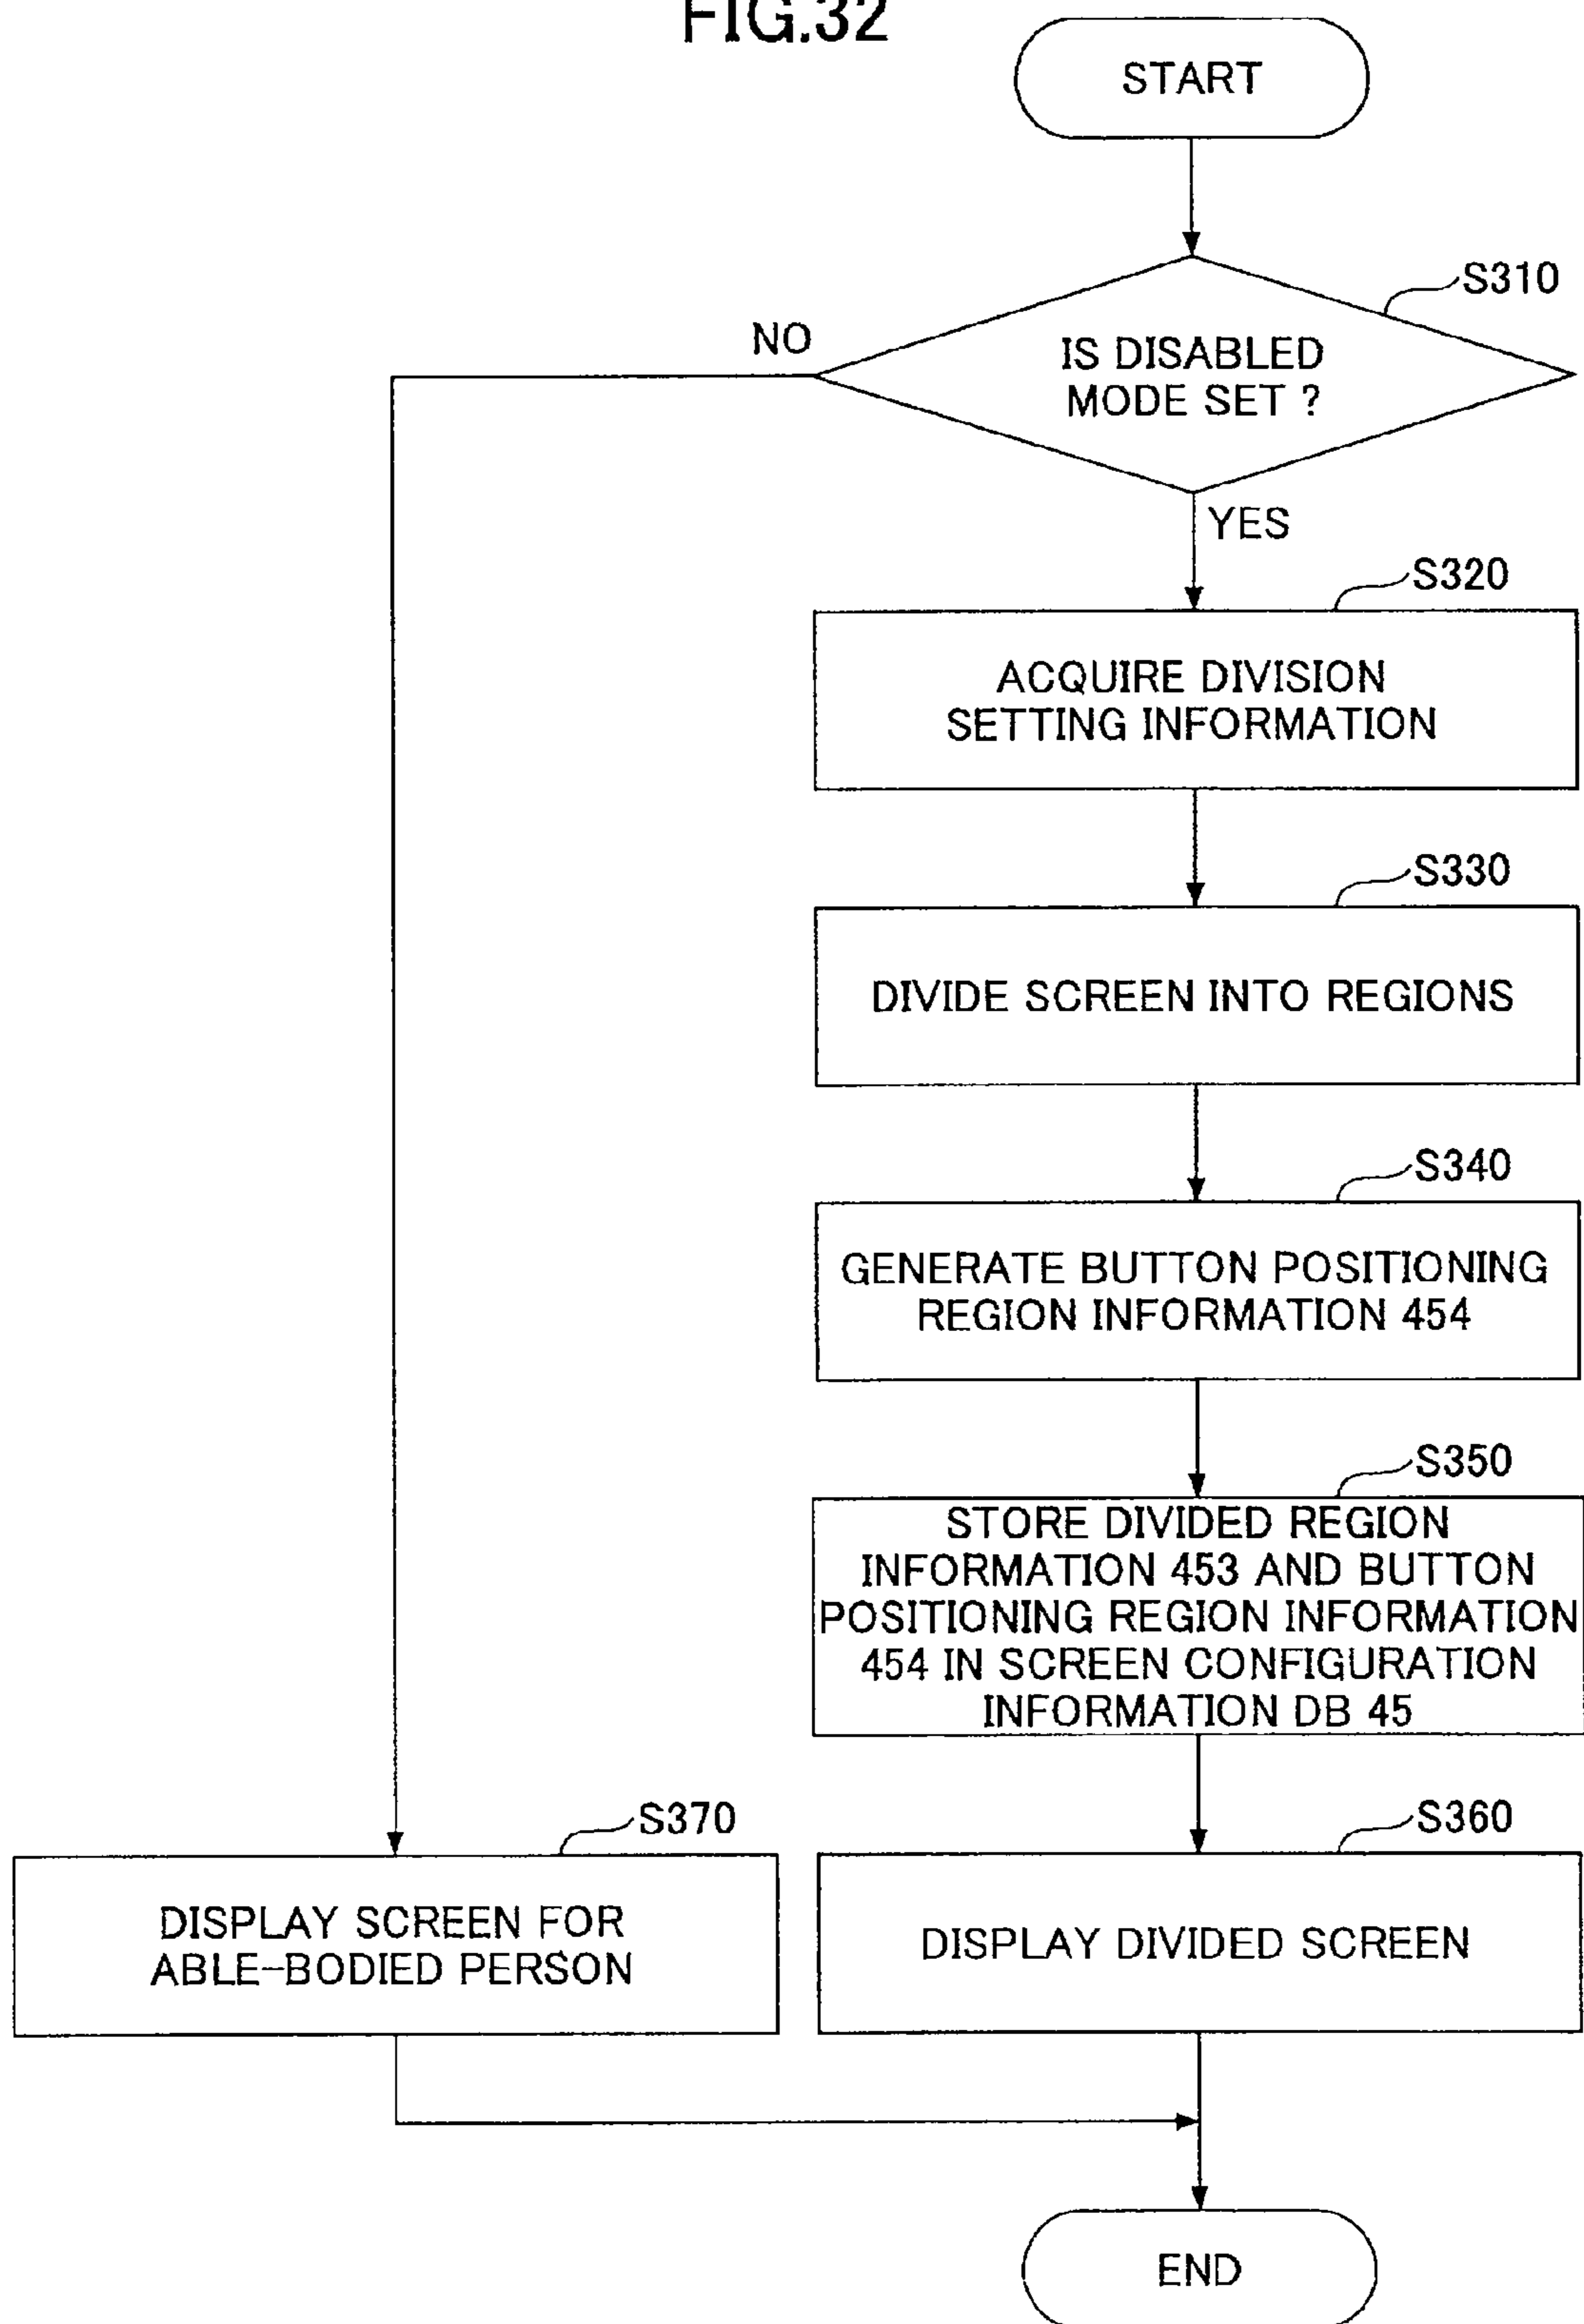 FIG.32
START
S310
NO
IS DISABLED
MODE SET ?
YES
S320
ACQUIRE DIVISION
SETTING INFORMATION
S330
DIVIDE SCREEN INTO REGIONS
S340
GENERATE BUTTON POSITIONING
REGION INFORMATION 454
S350
STORE DIVIDED REGION
INFORMATION 453 AND BUTTON
POSITIONING REGION INFORMATION
454 IN SCREEN CONFIGURATION
INFORMATION DB 45
S370
S360
DISPLAY SCREEN FOR
ABLE-BODIED PERSON
DISPLAY DIVIDED SCREEN
END